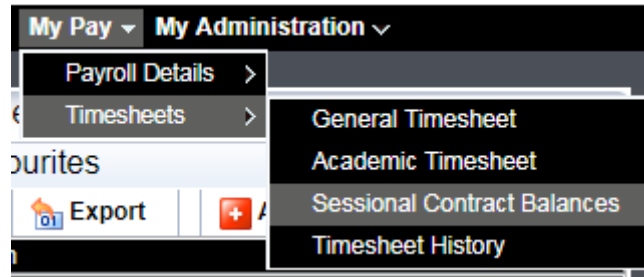 My Pay My Administration
Payroll Details >
Timesheets >
General Timesheet
Academic Timesheet
Sessional Contract Balances
Timesheet History
ourites
Export